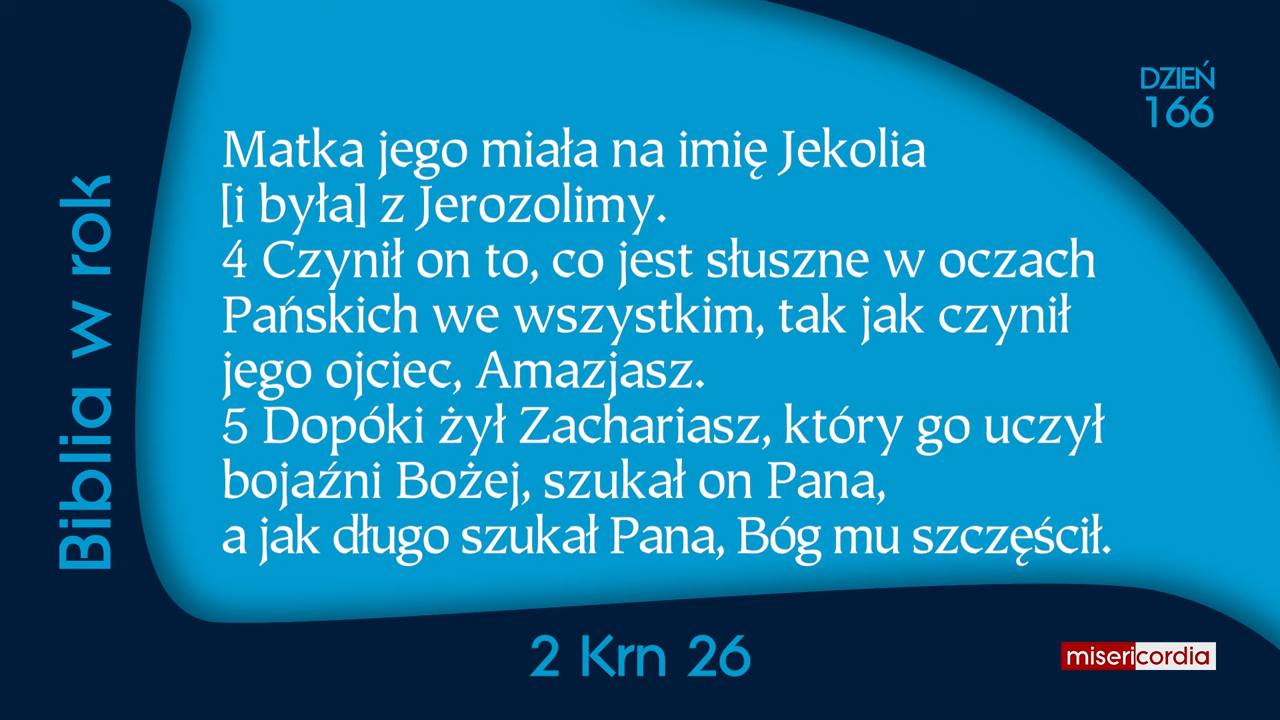 DZIEŃ
166
Matka jego miała na imię Jekolia
[i była] z Jerozolimy.
4 Czynił on to, co jest słuszne w oczach
Pańskich we wszystkim, tak jak czynił
jego ojciec, Amazjasz.
5 Dopóki żył Zachariasz, który go uczył
bojaźni Bożej, szukał on Pana,
a jak długo szukał Pana, Bóg mu szczęścił.
Biblia w rok
2 Krn 26
misericordia